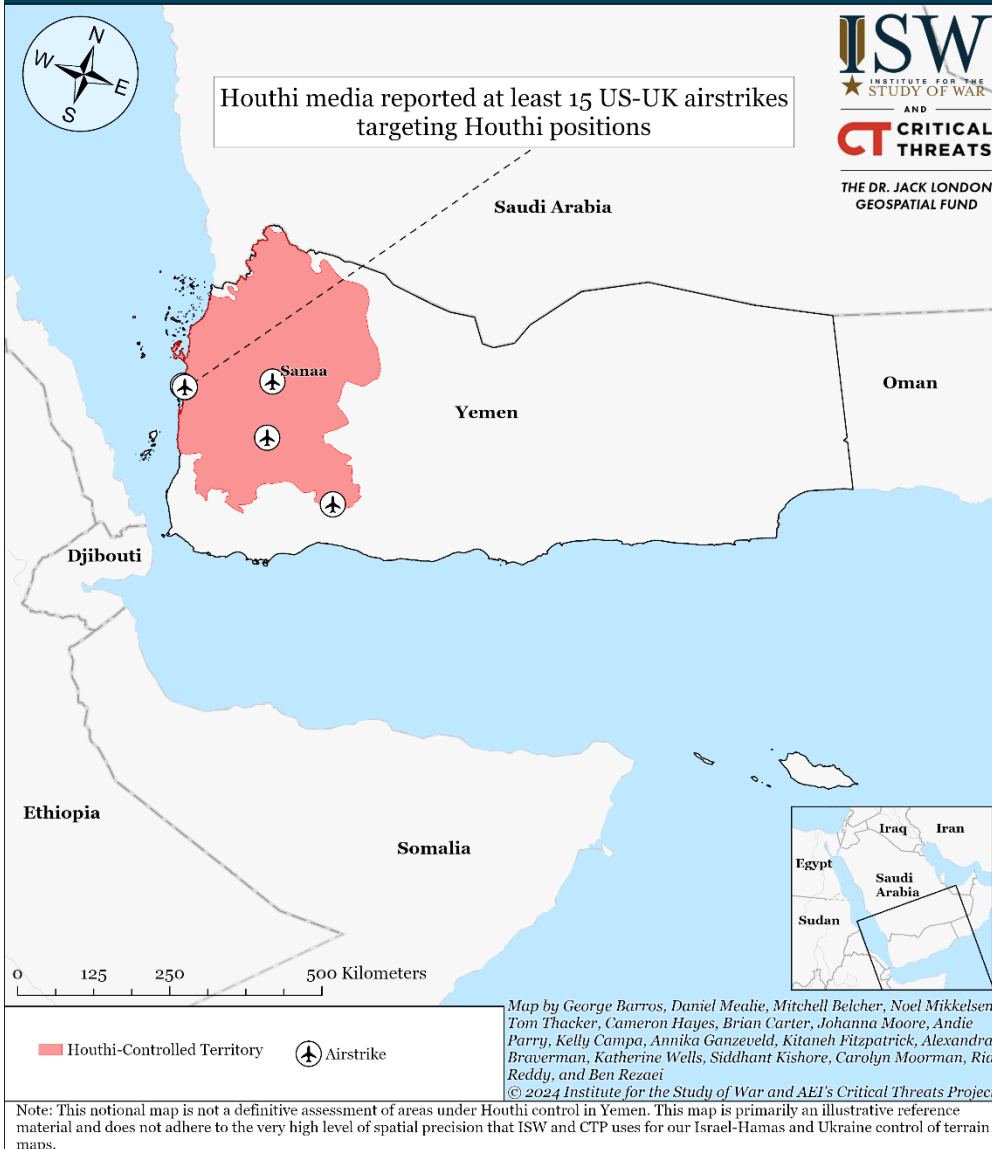 N
W
E
S
ISW
INSTITUTE FOR THE
STUDY OF WAR
AND
CT CRITICAL
THREATS
THE DR. JACK LONDON
GEOSPATIAL FUND
Houthi media reported at least 15 US-UK airstrikes
targeting Houthi positions
Saudi Arabia
Sanaa
Yemen
Oman
Djibouti
Ethiopia
Somalia
Iraq
Iran
Egypt
Saudi
Arabia
Sudan
0 125 250 500 Kilometers
Houthi-Controlled Territory
Airstrike
Map by George Barros, Daniel Mealie, Mitchell Belcher, Noel Mikkelsen
Tom Thacker, Cameron Hayes, Brian Carter, Johanna Moore, Andie
Parry, Kelly Campa, Annika Ganzeveld, Kitaneh Fitzpatrick, Alexandra
Braverman, Katherine Wells, Siddhant Kishore, Carolyn Moorman, Ria
Reddy, and Ben Rezaei
© 2024 Institute for the Study of War and AEI's Critical Threats Project
Note: This notional map is not a definitive assessment of areas under Houthi control in Yemen. This map is primarily an illustrative reference
material and does not adhere to the very high level of spatial precision that ISW and CTP uses for our Israel-Hamas and Ukraine control of terrain
maps.